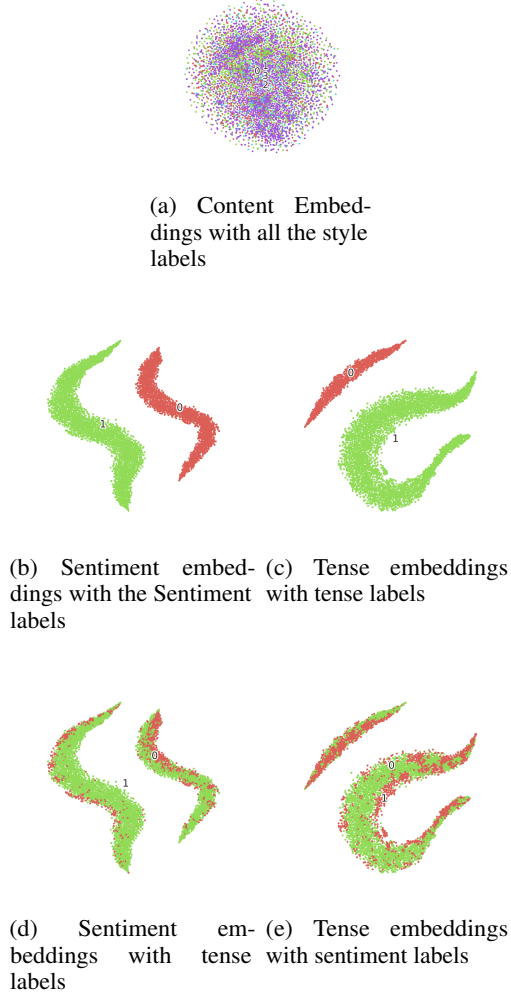 (a) Content Embed-
dings with all the style
labels
1
0
(b) Sentiment embed-
dings with the Sentiment
labels
0
1
(c) Tense embeddings
with tense labels
0
1
(d) Sentiment em-
beddings with tense
labels
0
1
(e) Tense embeddings
with sentiment labels